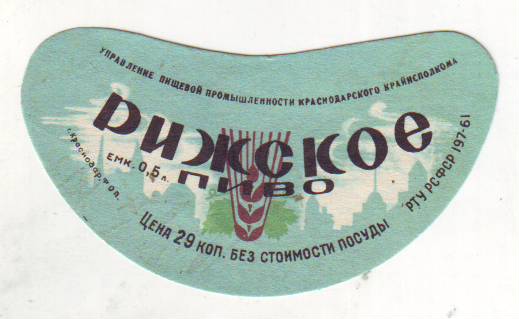 УПРАВЛЕНИЕ ПИЩЕВОЙ ПРОМЫШЛЕННОСТИ КРАСНОДАРСКОГО КРАЙИСПОЛКОМА
РИЖСКОЕ
ПИВО
ЕМК. 0,5 л.
г. КРАСНОДАР.
ЦЕНА 29 КОП. БЕЗ СТОИМОСТИ ПОСУДЫ
РТУ РСФСР 197-61